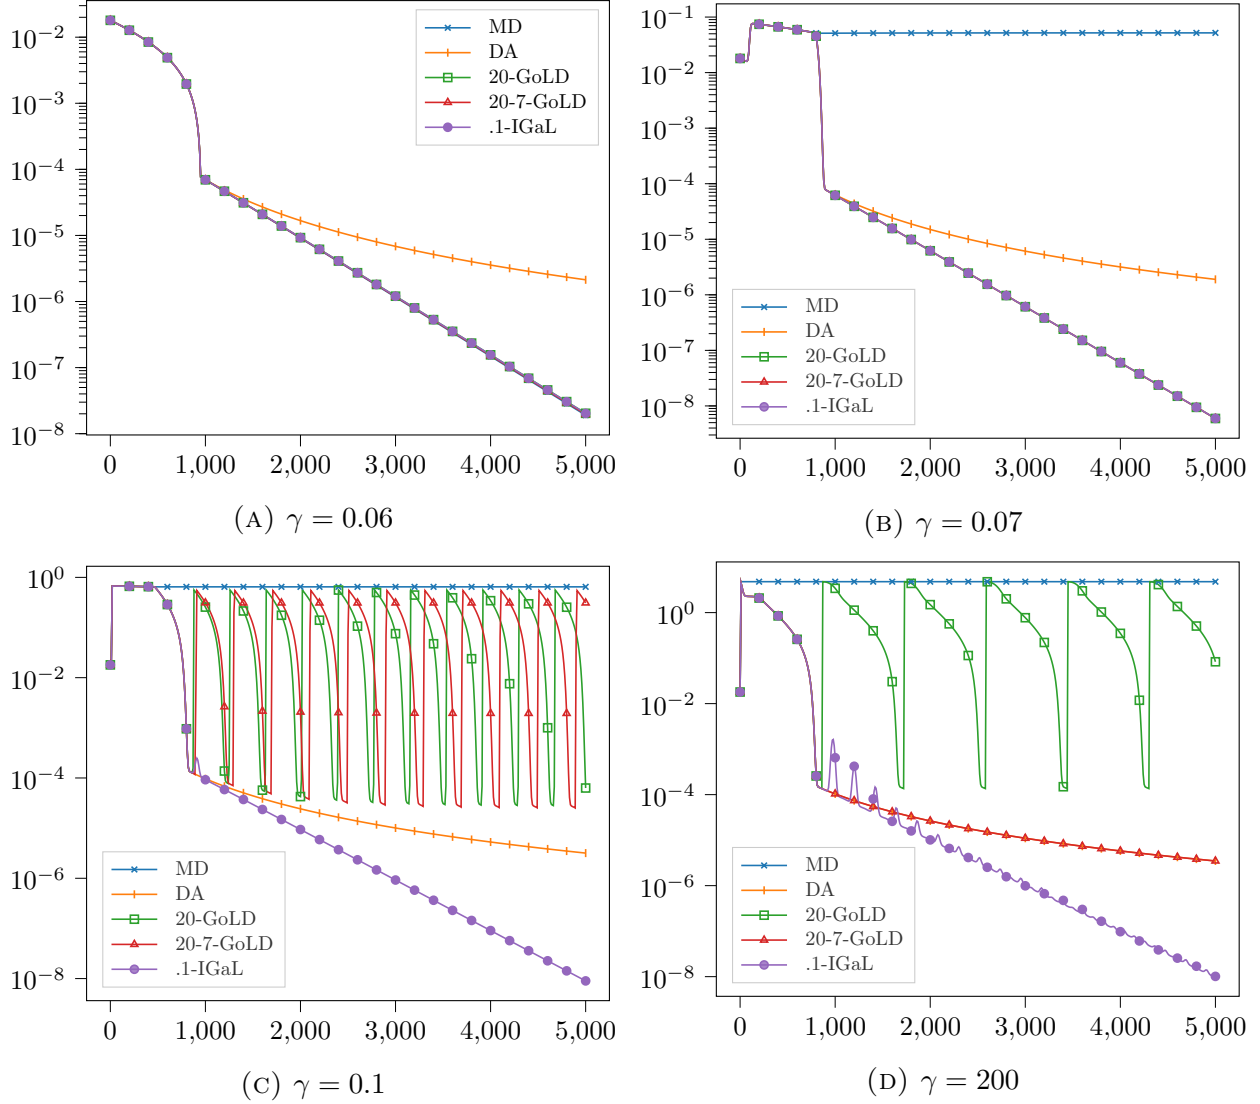 10^{-2}
10^{-3}
10^{-4}
10^{-5}
10^{-6}
10^{-7}
10^{-8}
0 1,000 2,000 3,000 4,000 5,000
MD
DA
20-GoLD
20-7-GoLD
.1-IGaL
(A) γ = 0.06
10^{-1}
10^{-2}
10^{-3}
10^{-4}
10^{-5}
10^{-6}
10^{-7}
10^{-8}
MD
DA
20-GoLD
20-7-GoLD
.1-IGaL
0 1,000 2,000 3,000 4,000 5,000
(B) γ = 0.07
10^{0}
10^{-2}
10^{-4}
10^{-6}
10^{-8}
MD
DA
20-GoLD
20-7-GoLD
.1-IGaL
0 1,000 2,000 3,000 4,000 5,000
(C) γ = 0.1
10^{0}
10^{-2}
10^{-4}
10^{-6}
10^{-8}
MD
DA
20-GoLD
20-7-GoLD
.1-IGaL
0 1,000 2,000 3,000 4,000 5,000
(D) γ = 200